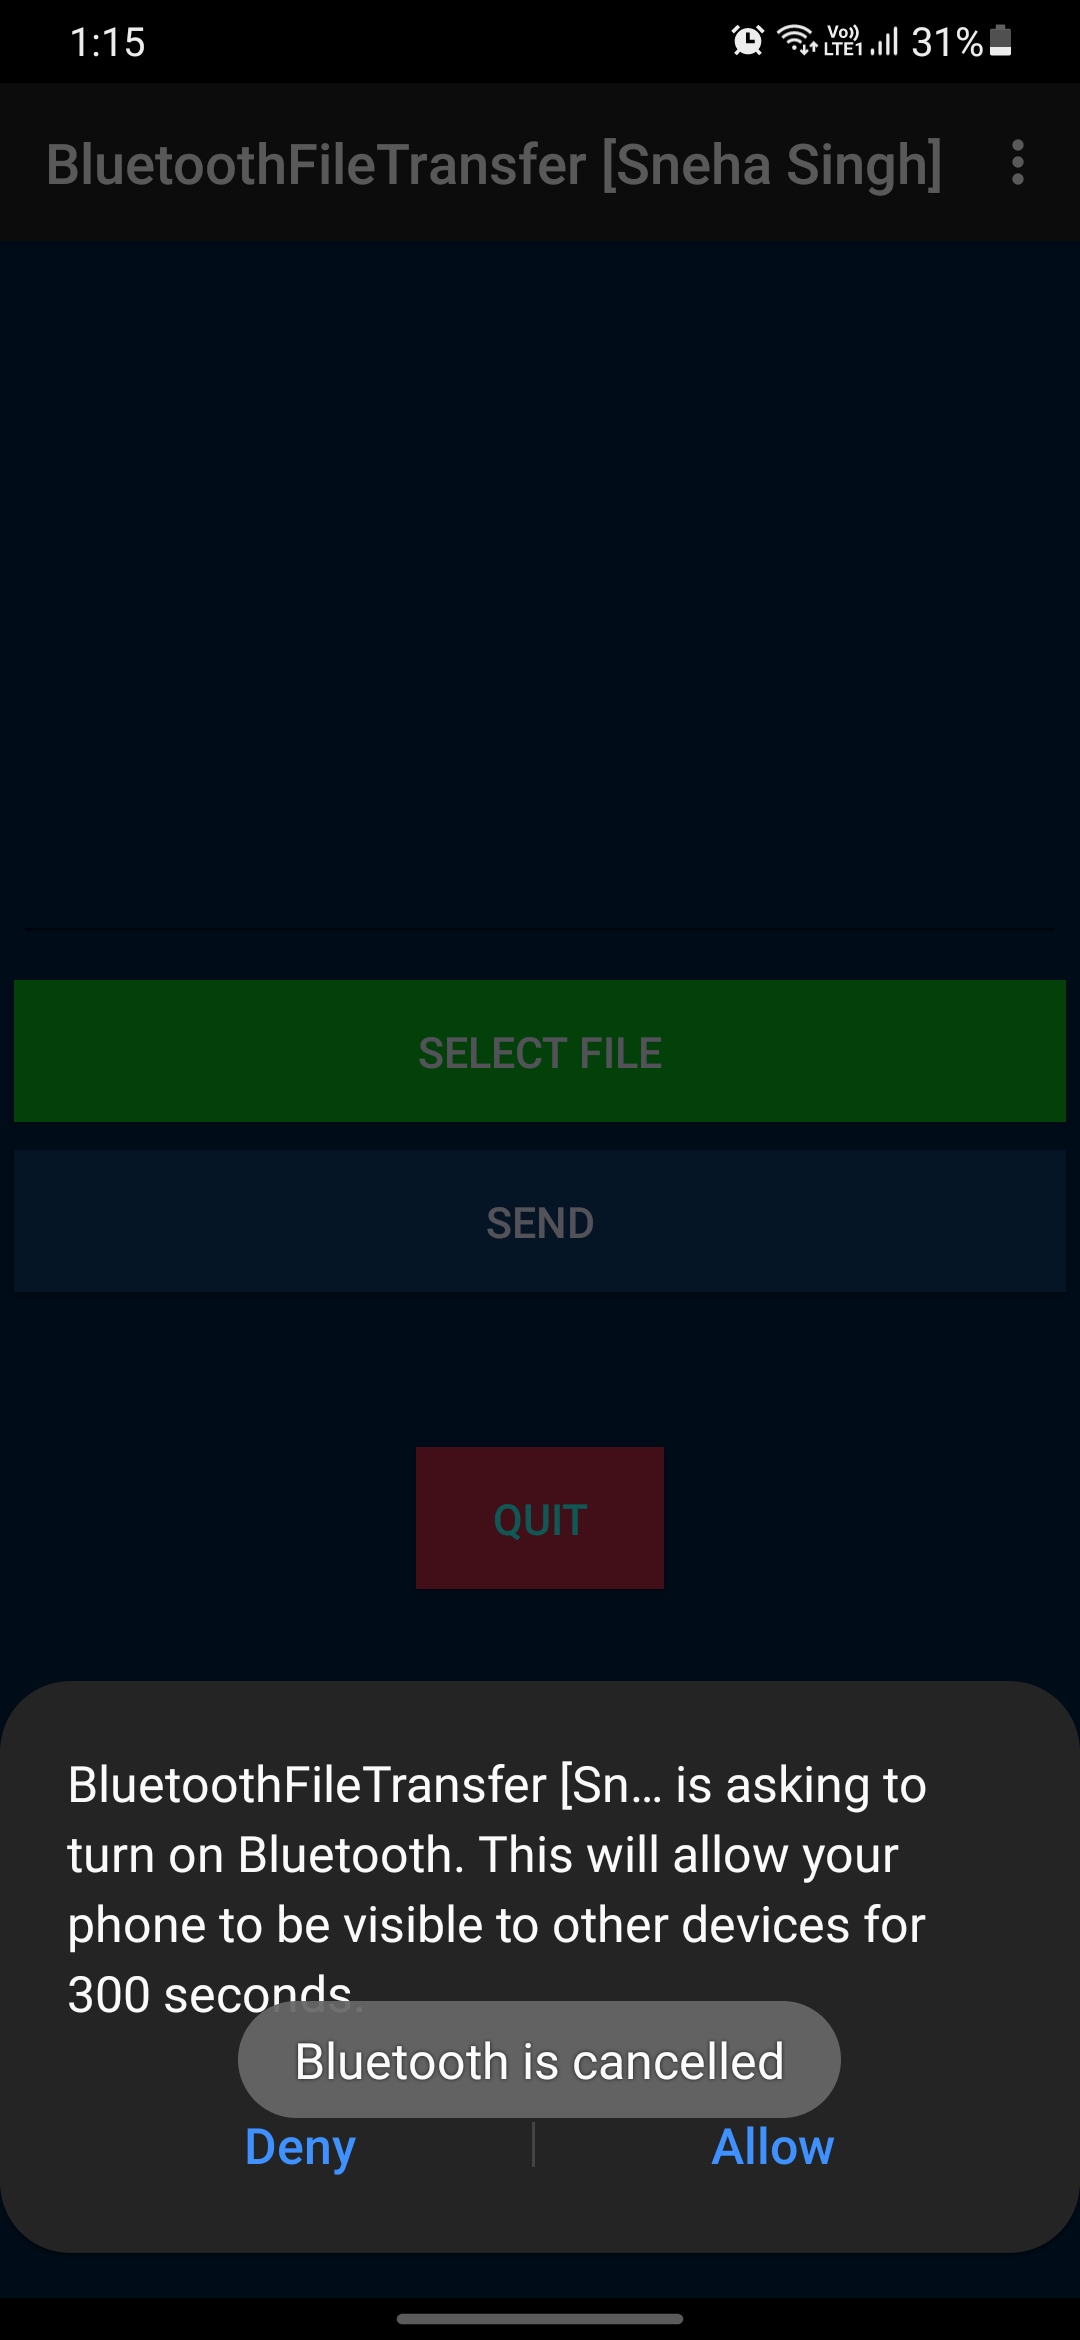 1:15
Vo)) LTE1 31%
BluetoothFileTransfer [Sneha Singh]
SELECT FILE
SEND
QUIT
BluetoothFileTransfer [Sn... is asking to
turn on Bluetooth. This will allow your
phone to be visible to other devices for
300 seconds.
Bluetooth is cancelled
Deny Allow